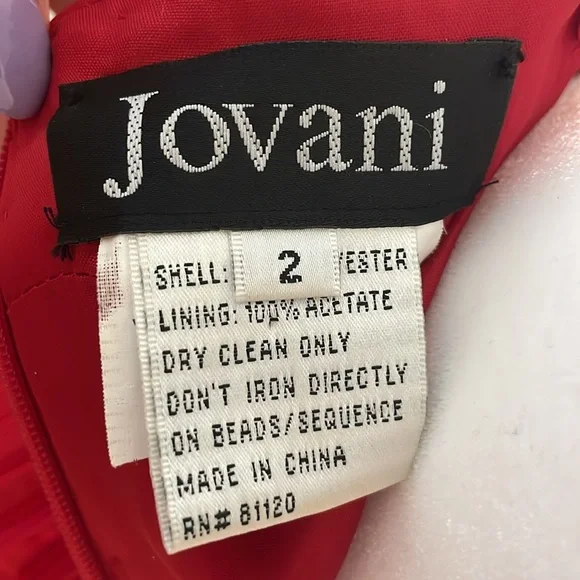 Jovani
2
SHELL: ESTER
LINING: 100% ACETATE
DRY CLEAN ONLY
DON'T IRON DIRECTLY
ON BEADS/SEQUENCE
MADE IN CHINA
RN# 81120